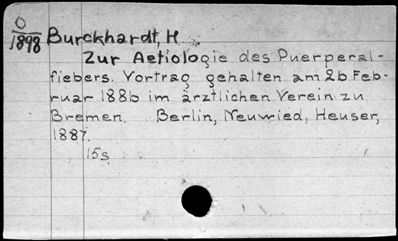 O
1898 Burckhardt, H.
Zur Aetiologie des Puerperal-
fiebers. Vortrag gehalten am 26 Feb-
ruar 1886 im ärztlichen Verein zu
Bremen. Berlin, Neuwied, Heuser,
1887.
15s